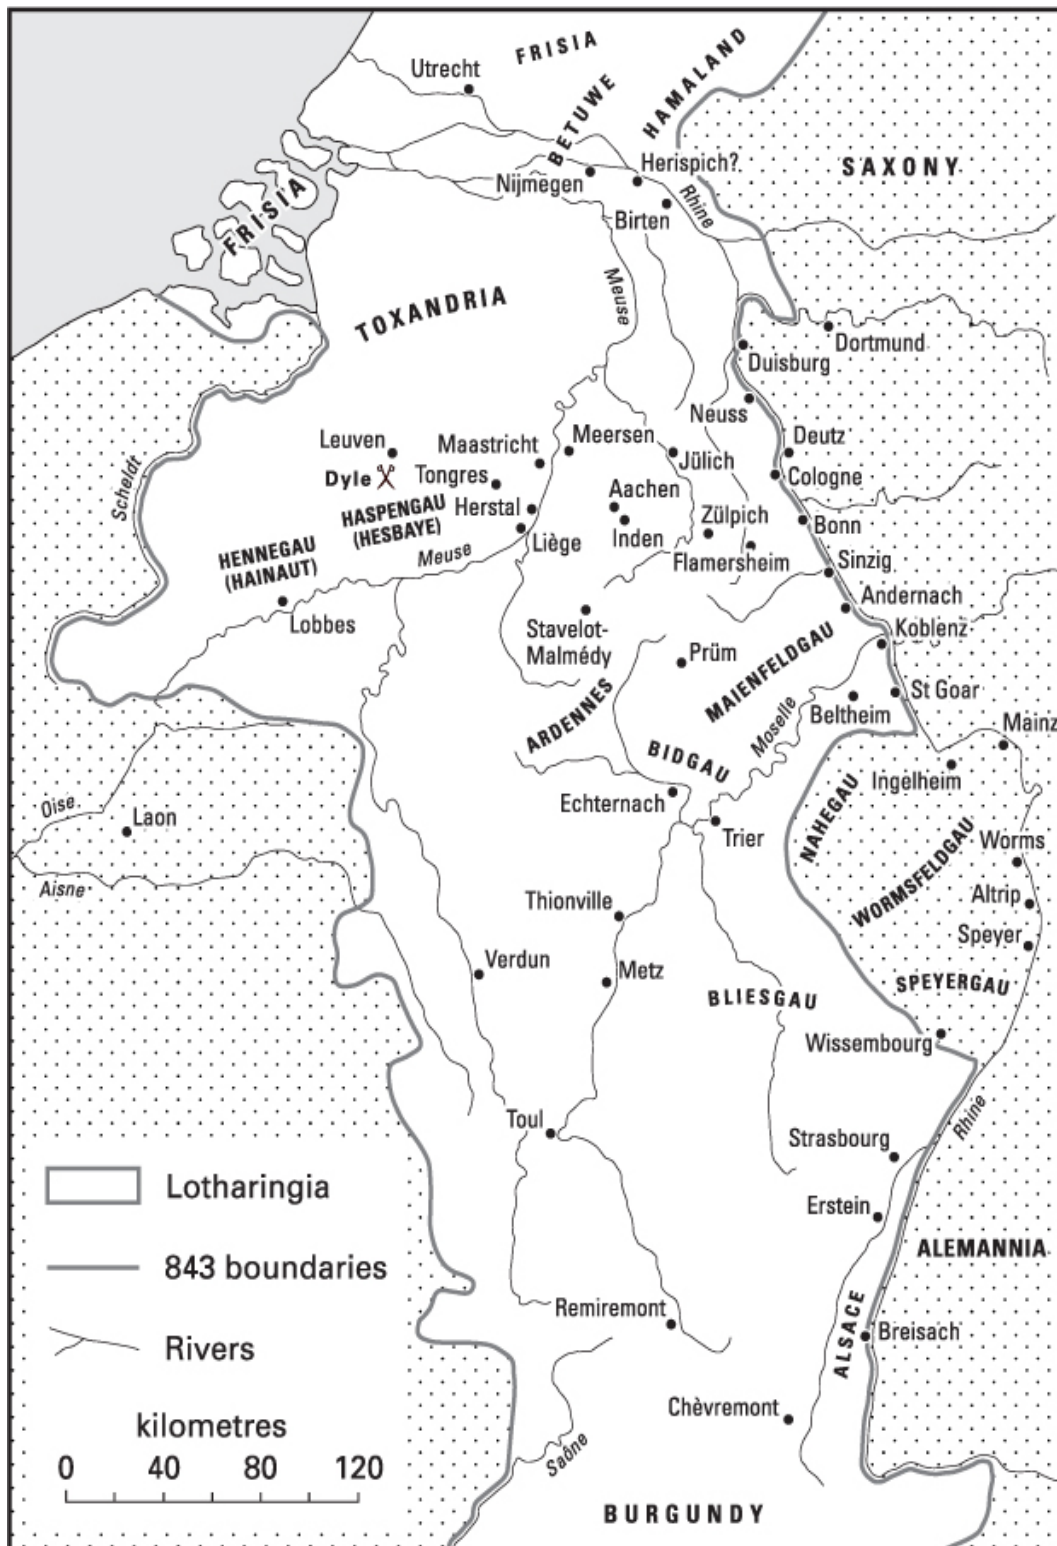 FRISIA
HAMALAND
Utrecht
BETUWE
Herispich?
SAXONY
Nijmegen
Rhine
Birten
FRISIA
Meuse
TOXANDRIA
Dortmund
Duisburg
Neuss
Leuven
Maastricht
Meersen
Deutz
Dyle
Tongres
Jülich
Cologne
Scheldt
Aachen
HASPENGAU
(HESBAYE)
Herstal
Zülpich
Bonn
Inden
Liège
HENNEGAU
(HAINAUT)
Meuse
Flamersheim
Sinzig
Andernach
Lobbes
Stavelot-
Malmédy
Koblenz
Prüm
MAIENFELDGAU
St Goar
ARDENNES
Beltheim
Moselle
Mainz
BIDGAU
Ingelheim
Oise
Echternach
NAHEGAU
Laon
Trier
Worms
WORMSFELDGAU
Aisne
Thionville
Altrip
Speyer
Verdun
Metz
SPEYERGAU
BLIESGAU
Wissembourg
Toul
Rhine
Strasbourg
Lotharingia
Erstein
ALEMANNIA
843 boundaries
Remiremont
ALSACE
Breisach
Rivers
Chèvremont
kilometres
Saône
0 40 80 120
BURGUNDY